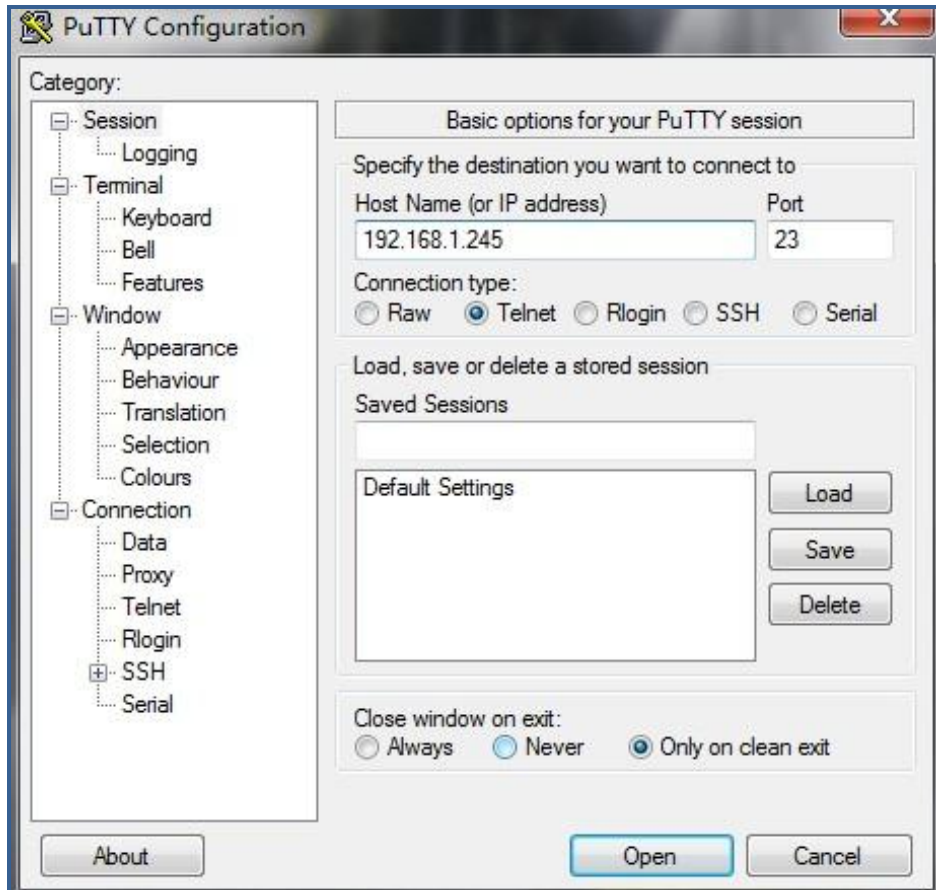 PuTTY Configuration
Category:
Session
Logging
Terminal
Keyboard
Bell
Features
Window
Appearance
Behaviour
Translation
Selection
Colours
Connection
Data
Proxy
Telnet
Rlogin
SSH
Serial
Basic options for your PuTTY session
Specify the destination you want to connect to
Host Name (or IP address) Port
192.168.1.245 23
Connection type:
Raw Telnet Rlogin SSH Serial
Load, save or delete a stored session
Saved Sessions
Default Settings
Load
Save
Delete
Close window on exit:
Always Never Only on clean exit
About Open Cancel